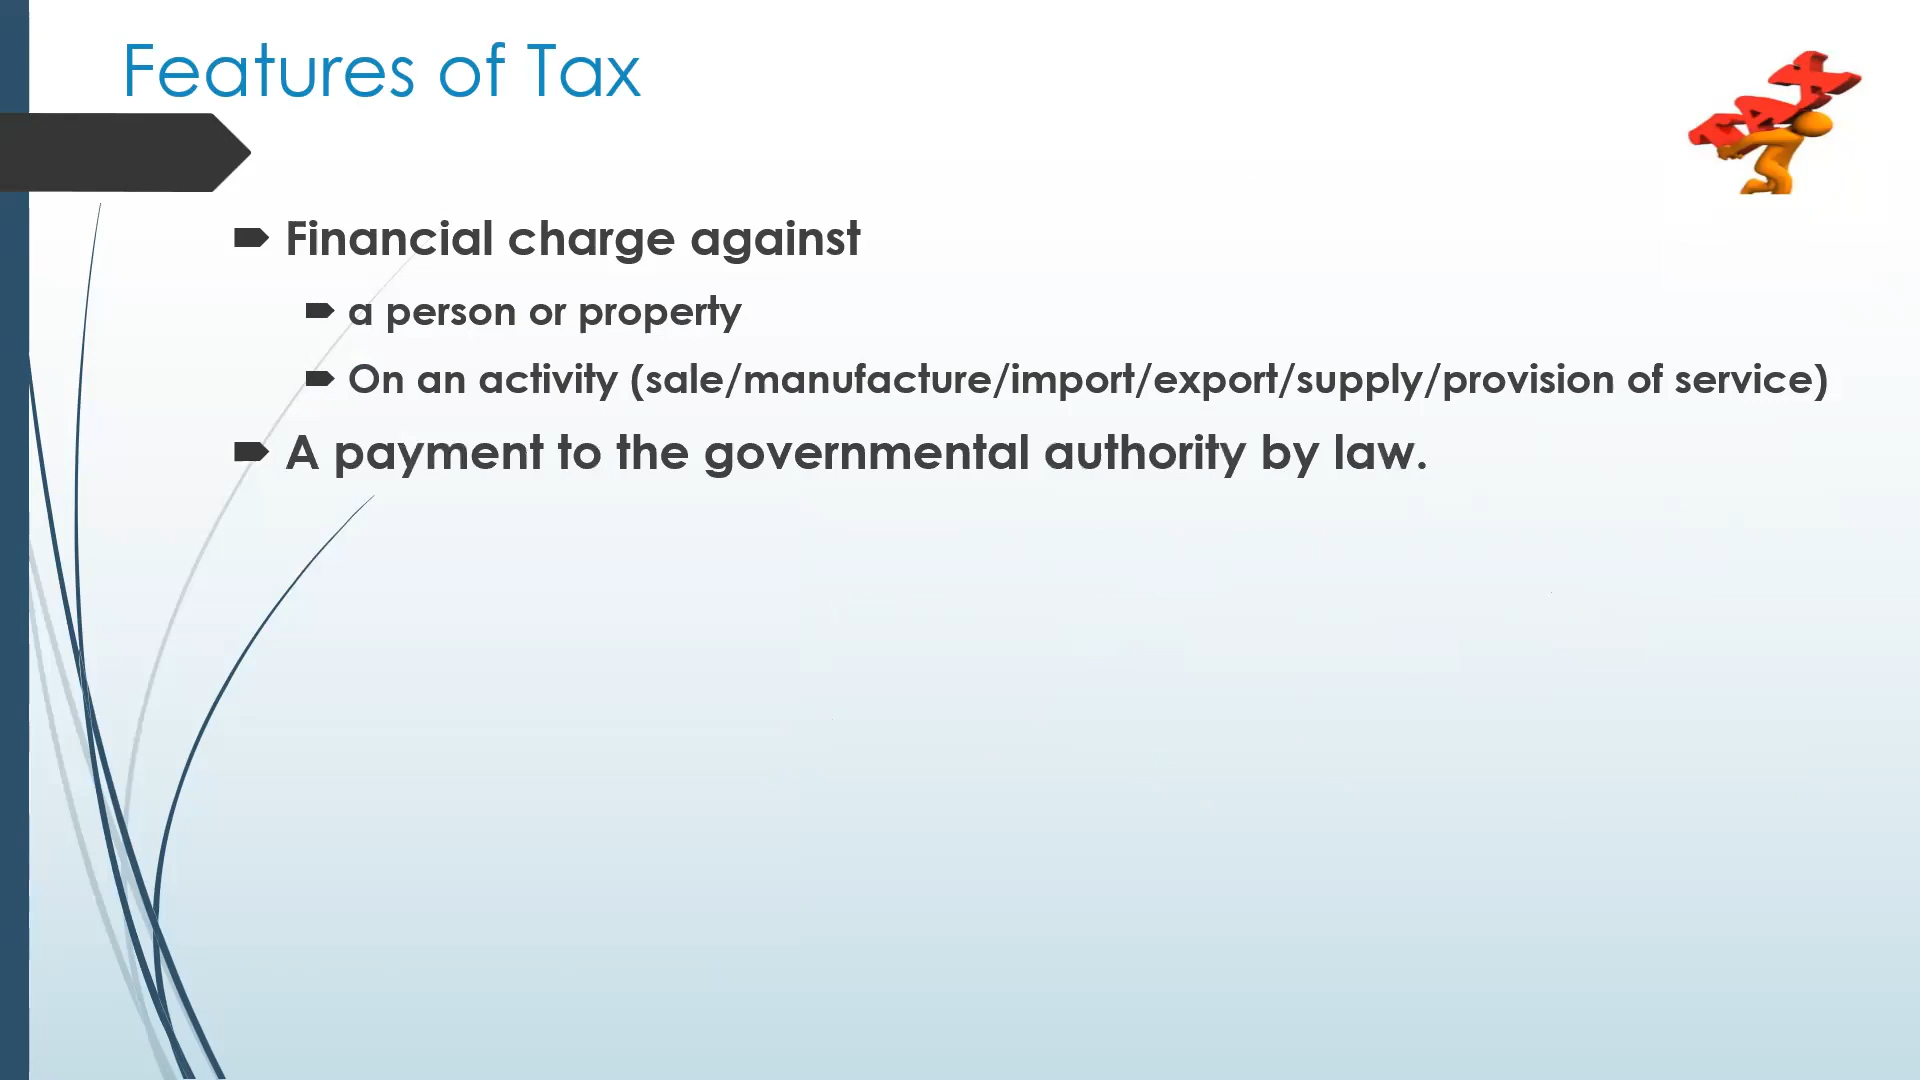 Features of Tax
TAX
Financial charge against
a person or property
On an activity (sale/manufacture/import/export/supply/provision of service)
A payment to the governmental authority by law.